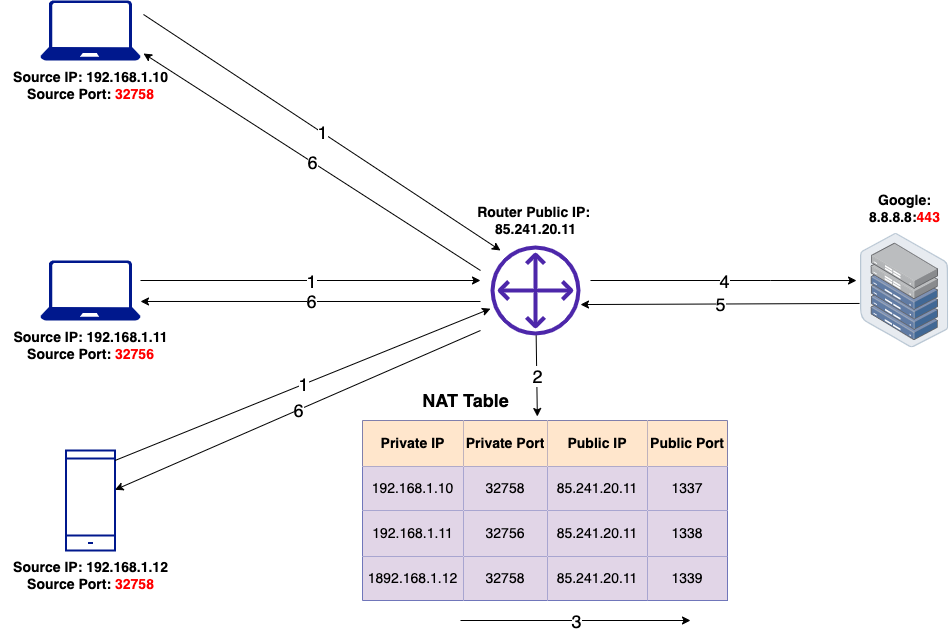 Source IP: 192.168.1.10
Source Port: 32758
1
6
Router Public IP:
85.241.20.11
Google:
8.8.8.8:443
1
6
4
5
Source IP: 192.168.1.11
Source Port: 32756
1
6
2
NAT Table
Private IP Private Port Public IP Public Port
192.168.1.10 32758 85.241.20.11 1337
192.168.1.11 32756 85.241.20.11 1338
1892.168.1.12 32758 85.241.20.11 1339
Source IP: 192.168.1.12
Source Port: 32758
3